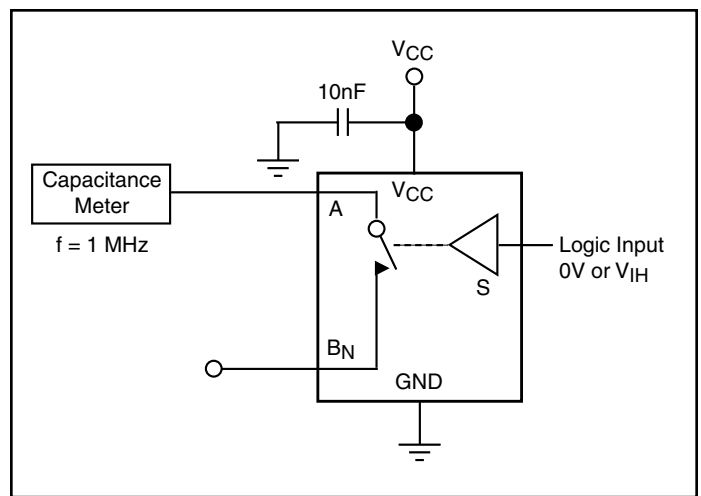 VCC
10nF
Capacitance
Meter
f = 1 MHz
VCC
A
Logic Input
0V or VIH
S
BN
GND